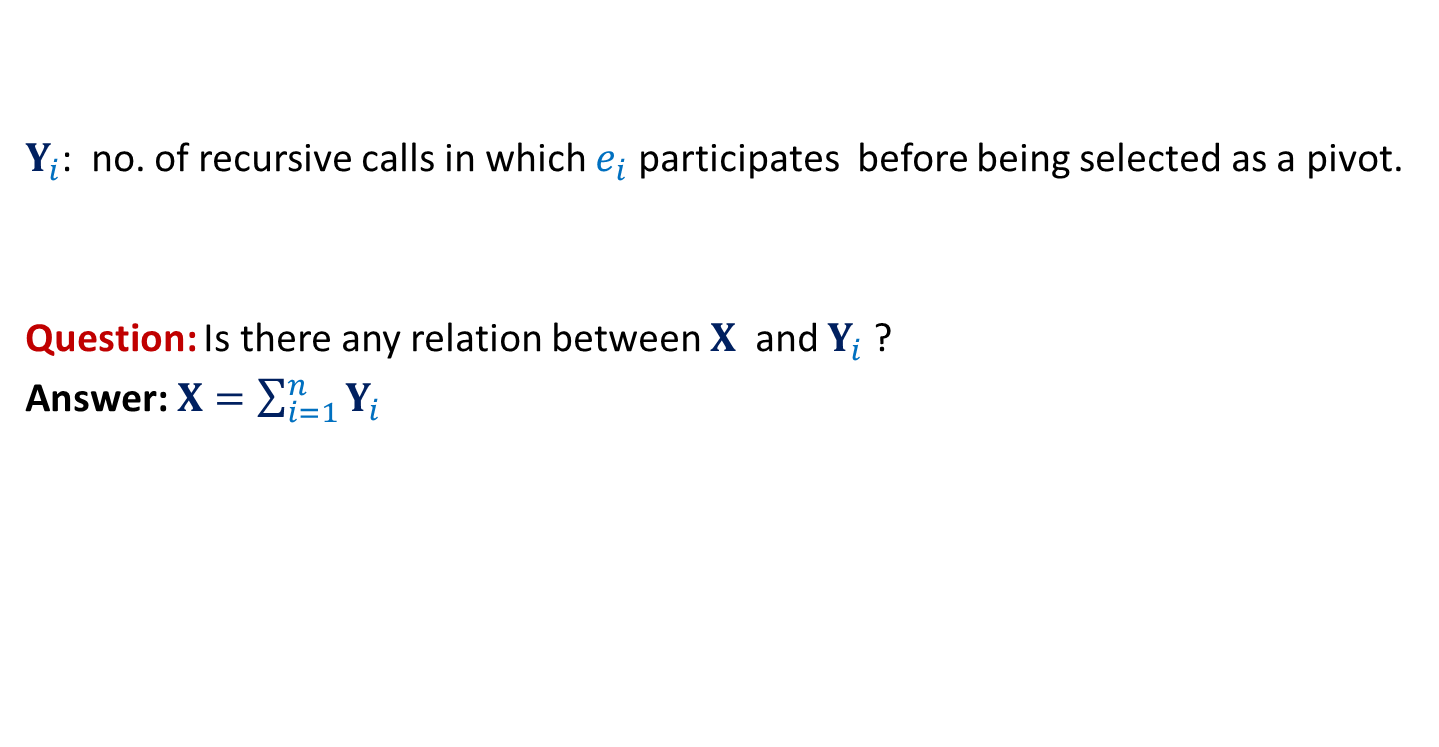 𝐘ᵢ: no. of recursive calls in which 𝑒ᵢ participates before being selected as a pivot.
Question: Is there any relation between 𝐗 and 𝐘ᵢ ?
Answer: 𝐗 = ∑ⁿᵢ₌₁ 𝐘ᵢ